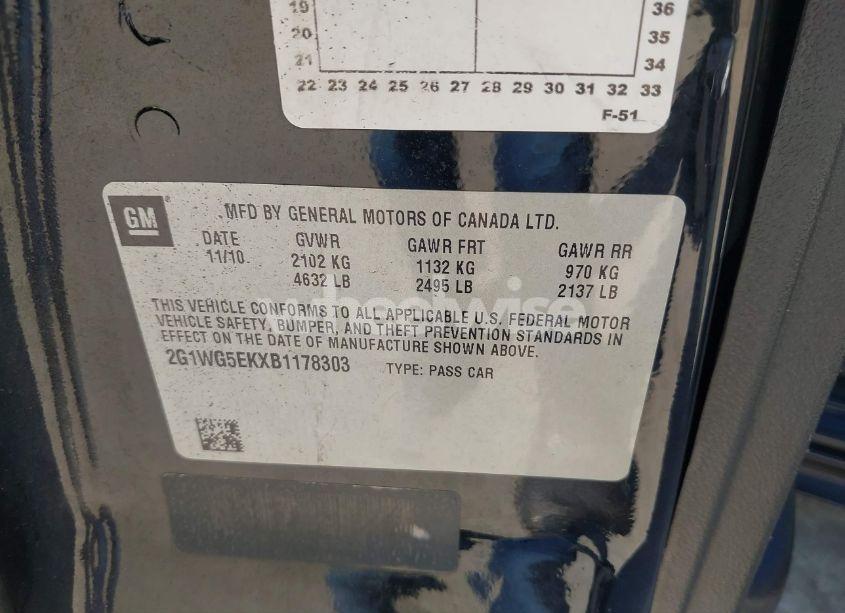 19 36
20 35
21 34
22 23 24 25 26 27 28 29 30 31 32 33
F-51
GM
®
MFD BY GENERAL MOTORS OF CANADA LTD.
DATE GVWR GAWR FRT GAWR RR
11/10 2102 KG 1132 KG 970 KG
4632 LB 2495 LB 2137 LB
THIS VEHICLE CONFORMS TO ALL APPLICABLE U.S. FEDERAL MOTOR
VEHICLE SAFETY, BUMPER, AND THEFT PREVENTION STANDARDS IN
EFFECT ON THE DATE OF MANUFACTURE SHOWN ABOVE.
2G1WG5EKXB1178303 TYPE: PASS CAR